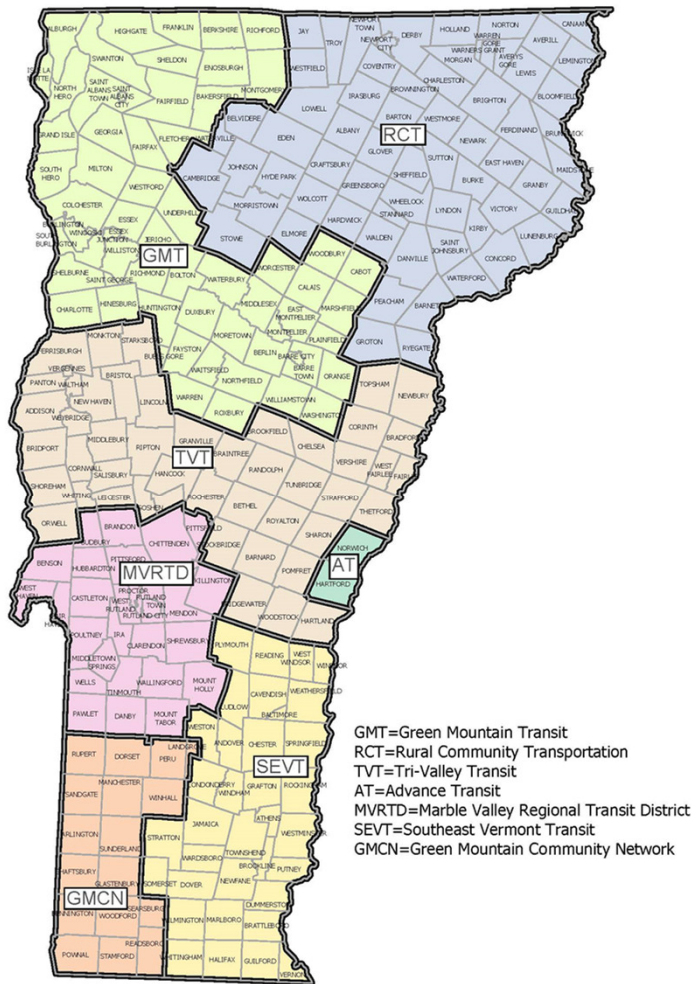 ALBURGH
HIGHGATE
FRANKLIN
BERKSHIRE
RICHFORD
JAY
TROY
NEWPORT TOWN
NEWPORT CITY
DERBY
HOLLAND
NORTON
CANAAN
WARREN GORE
WARNERS GRANT
AVERILL
AVERYS GORE
LEMINGTON
MORGAN
LEWIS
SWANTON
SHELDON
ENOSBURGH
WESTFIELD
COVENTRY
CHARLESTON
NORTH HERO
SAINT ALBANS TOWN
SAINT ALBANS CITY
FAIRFIELD
BAKERSFIELD
MONTGOMERY
IRASBURG
BROWNINGTON
BRIGHTON
BLOOMFIELD
BELVIDERE
LOWELL
BARTON
WESTMORE
FERDINAND
BRUNSWICK
GRAND ISLE
GEORGIA
FAIRFAX
FLETCHER
WATERVILLE
EDEN
ALBANY
RCT
GLOVER
NEWARK
SUTTON
EAST HAVEN
MAIDSTONE
SOUTH HERO
MILTON
WESTFORD
CAMBRIDGE
JOHNSON
HYDE PARK
CRAFTSBURY
GREENSBORO
SHEFFIELD
BURKE
GRANBY
COLCHESTER
ESSEX
UNDERHILL
MORRISTOWN
WOLCOTT
HARDWICK
WHEELOCK
STANNARD
LYNDON
VICTORY
GUILDHALL
BURLINGTON
WINOOSKI
ESSEX JUNCTION
SOUTH BURLINGTON
WILLISTON
JERICHO
STOWE
ELMORE
WALDEN
KIRBY
LUNENBURG
DANVILLE
SAINT JOHNSBURY
CONCORD
GMT
SHELBURNE
SAINT GEORGE
RICHMOND
BOLTON
WATERBURY
WORCESTER
WOODBURY
CABOT
WATERFORD
CALAIS
CHARLOTTE
HINESBURG
HUNTINGTON
DUXBURY
MIDDLESEX
EAST MONTPELIER
MARSHFIELD
PEACHAM
BARNET
MONTPELIER
PLAINFIELD
MORETOWN
GROTON
RYEGATE
FERRISBURGH
MONKTON
STARKSBORO
BUELS GORE
FAYSTON
WAITSFIELD
BERLIN
BARRE CITY
BARRE TOWN
ORANGE
VERGENNES
PANTON
WALTHAM
BRISTOL
NORTHFIELD
TOPSHAM
NEWBURY
ADDISON
NEW HAVEN
LINCOLN
WARREN
ROXBURY
WILLIAMSTOWN
WASHINGTON
CORINTH
WEYBRIDGE
BRIDPORT
MIDDLEBURY
RIPTON
GRANVILLE
BROOKFIELD
CHELSEA
BRADFORD
TVT
BRAINTREE
VERSHIRE
WEST FAIRLEE
CORNWALL
SALISBURY
HANCOCK
RANDOLPH
TUNBRIDGE
SHOREHAM
WHITING
LEICESTER
GOSHEN
ROCHESTER
BETHEL
STRAFFORD
THETFORD
ORWELL
BRANDON
PITTSFIELD
ROYALTON
SHARON
SUDBURY
CHITTENDEN
STOCKBRIDGE
NORWICH
BENSON
HUBBARDTON
PITTSFORD
BARNARD
POMFRET
AT
MVRTD
KILLINGTON
HARTFORD
WEST HAVEN
CASTLETON
PROCTOR
WEST RUTLAND
RUTLAND TOWN
RUTLAND CITY
MENDON
BRIDGEWATER
WOODSTOCK
HARTLAND
FAIR HAVEN
POULTNEY
IRA
CLARENDON
SHREWSBURY
PLYMOUTH
READING
WEST WINDSOR
WINDSOR
MIDDLETOWN SPRINGS
WELLS
TINMOUTH
WALLINGFORD
MOUNT HOLLY
LUDLOW
CAVENDISH
WEATHERSFIELD
BALTIMORE
PAWLET
DANBY
MOUNT TABOR
WESTON
ANDOVER
CHESTER
SPRINGFIELD
RUPERT
DORSET
PERU
LANDGROVE
SEVT
SANDGATE
MANCHESTER
WINHALL
LONDONDERRY
WINDHAM
GRAFTON
ROCKINGHAM
ATHENS
ARLINGTON
SUNDERLAND
STRATTON
JAMAICA
WESTMINSTER
WARDSBORO
TOWNSHEND
BROOKLINE
PUTNEY
SHAFTSBURY
GLASTENBURY
SOMERSET
DOVER
NEWFANE
GMCN
DUMMERSTON
BENNINGTON
WOODFORD
SEARSBURG
WILMINGTON
MARLBORO
BRATTLEBORO
READSBORO
POWNAL
STAMFORD
WHITINGHAM
HALIFAX
GUILFORD
VERNON
GMT=Green Mountain Transit
RCT=Rural Community Transportation
TVT=Tri-Valley Transit
AT=Advance Transit
MVRTD=Marble Valley Regional Transit District
SEVT=Southeast Vermont Transit
GMCN=Green Mountain Community Network